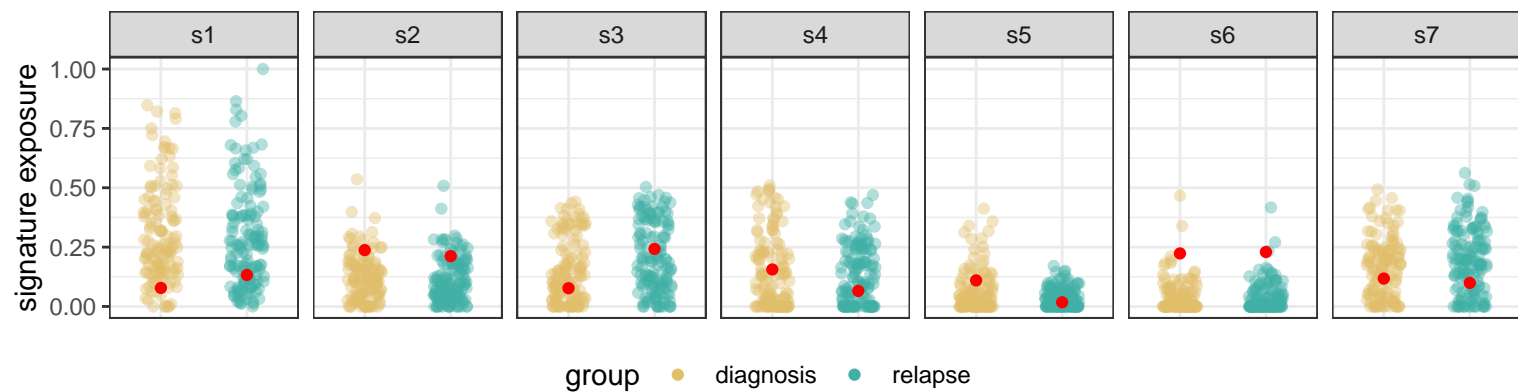 s1 s2 s3 s4 s5 s6 s7
signature exposure
1.00
0.75
0.50
0.25
0.00
group diagnosis relapse